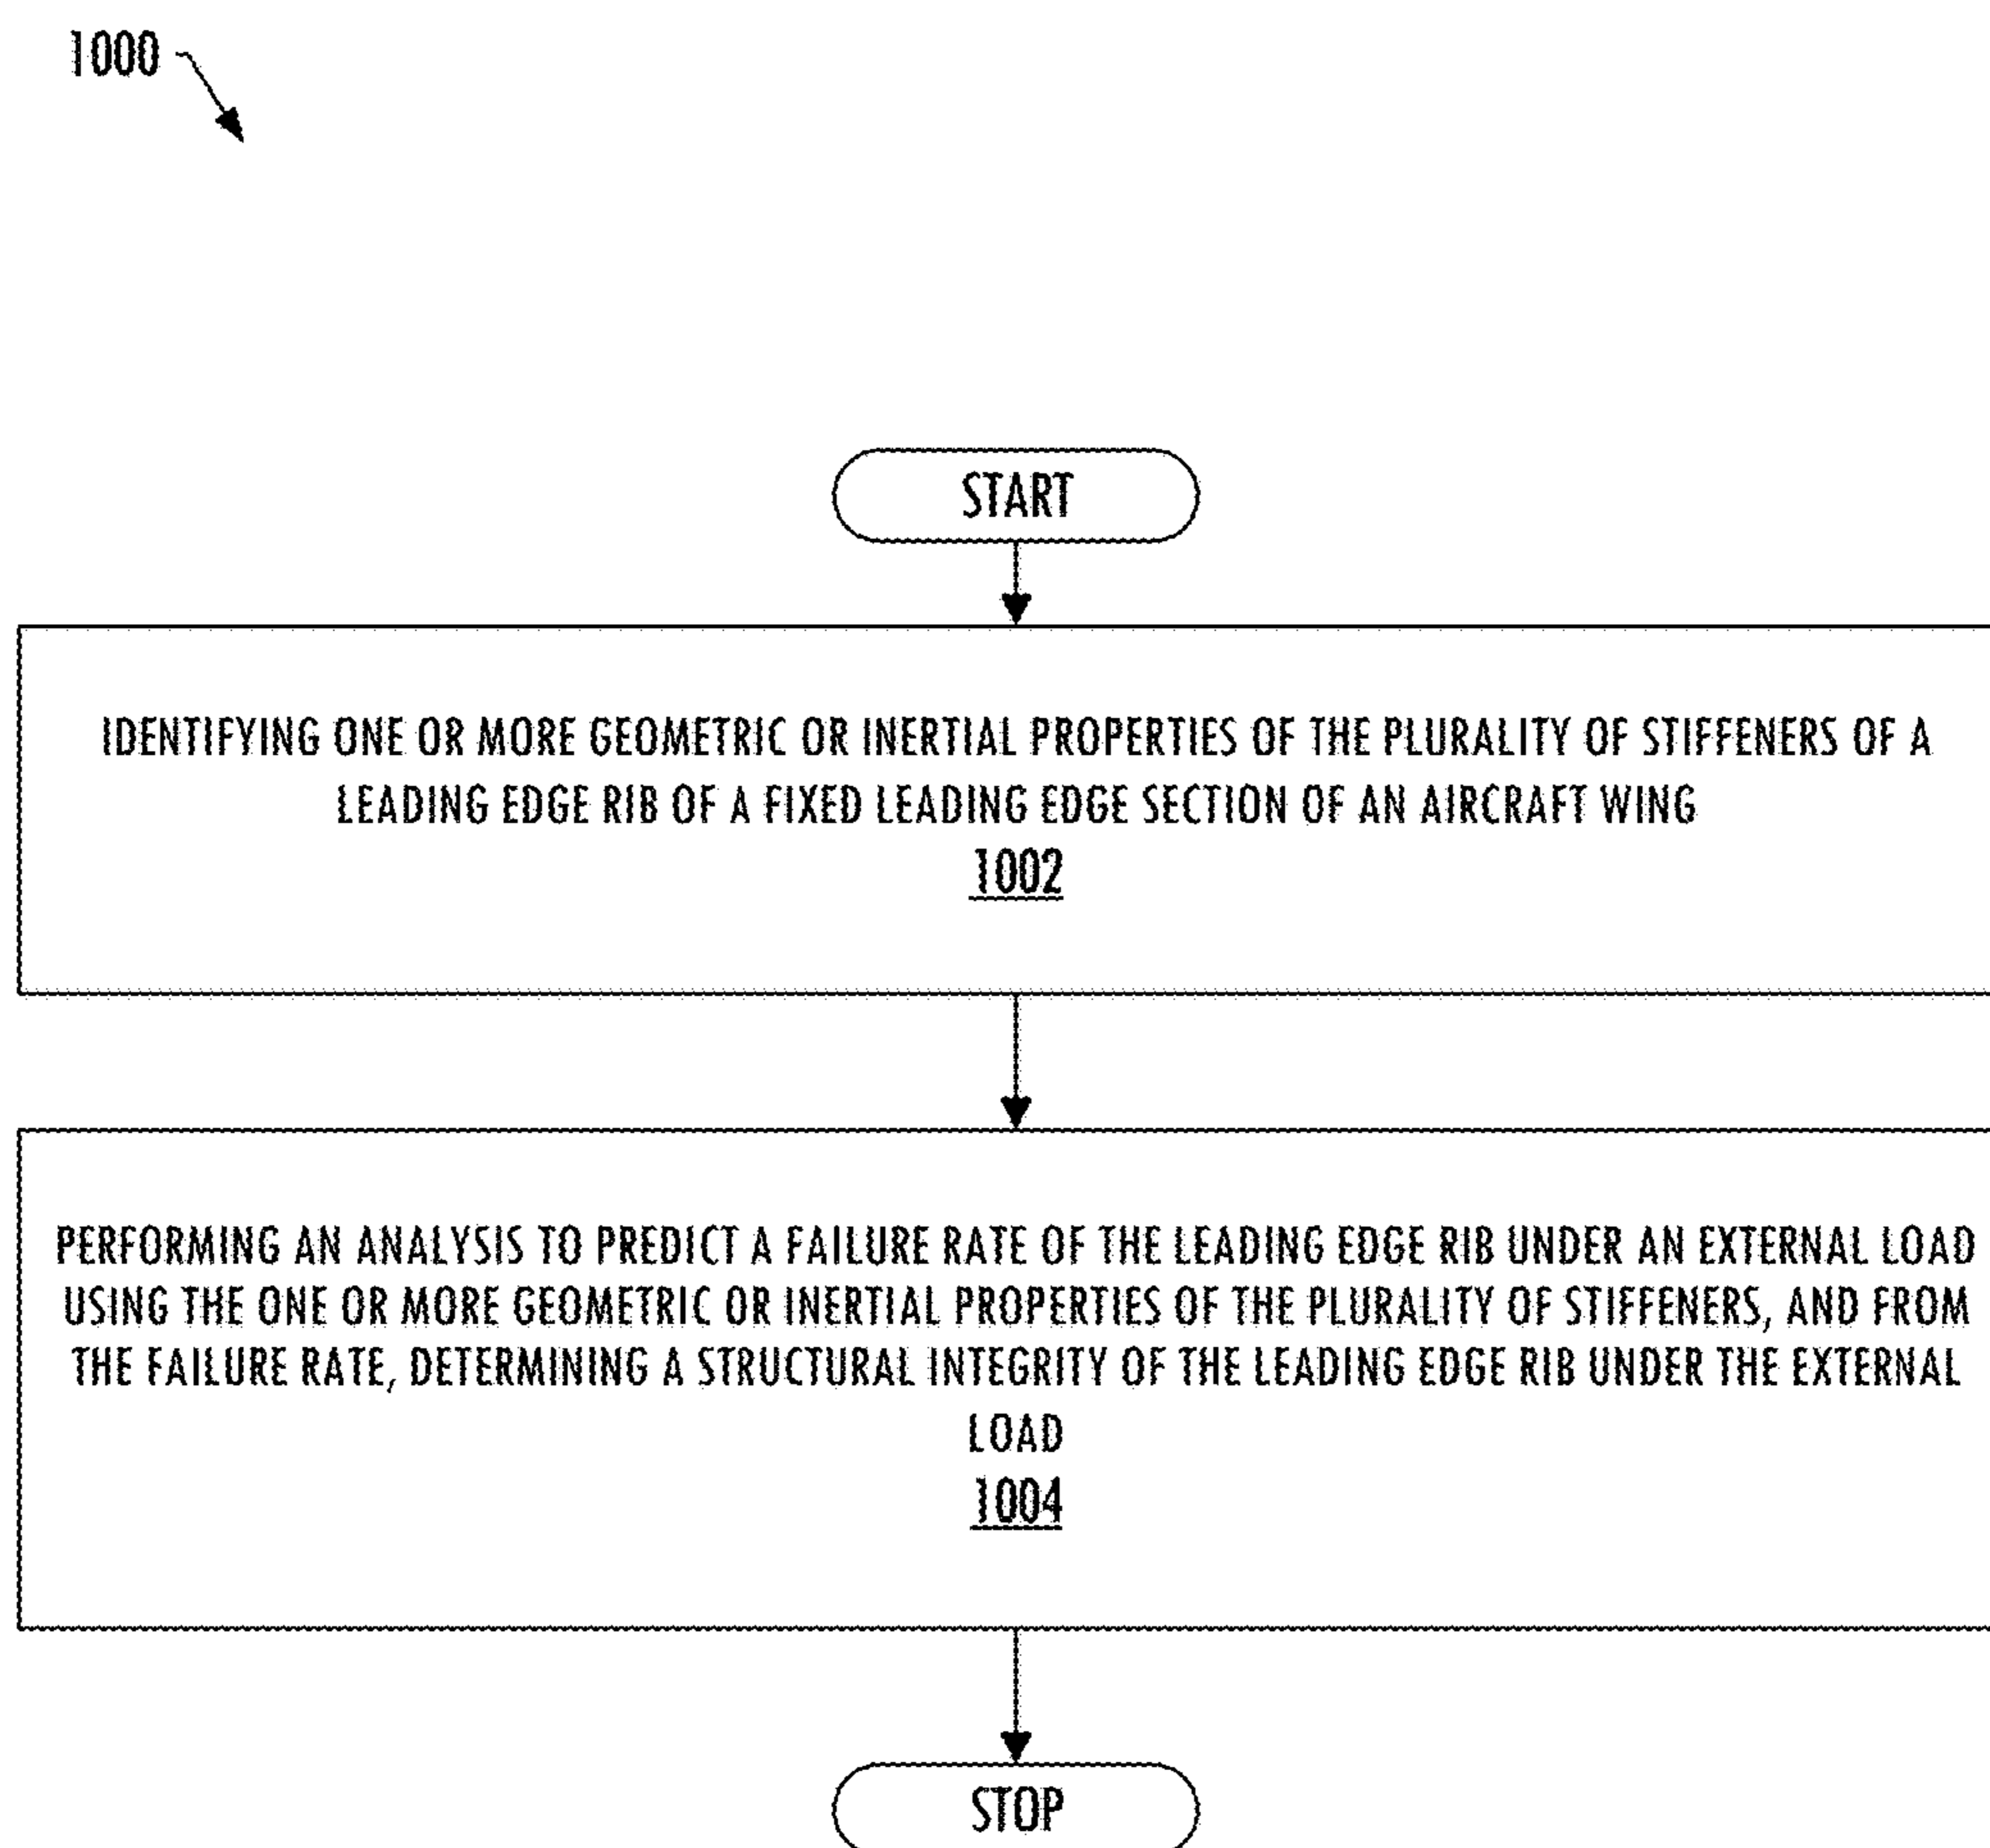 1000
START
IDENTIFYING ONE OR MORE GEOMETRIC OR INERTIAL PROPERTIES OF THE PLURALITY OF STIFFENERS OF A
LEADING EDGE RIB OF A FIXED LEADING EDGE SECTION OF AN AIRCRAFT WING
1002
PERFORMING AN ANALYSIS TO PREDICT A FAILURE RATE OF THE LEADING EDGE RIB UNDER AN EXTERNAL LOAD
USING THE ONE OR MORE GEOMETRIC OR INERTIAL PROPERTIES OF THE PLURALITY OF STIFFENERS, AND FROM
THE FAILURE RATE, DETERMINING A STRUCTURAL INTEGRITY OF THE LEADING EDGE RIB UNDER THE EXTERNAL
LOAD
1004
STOP